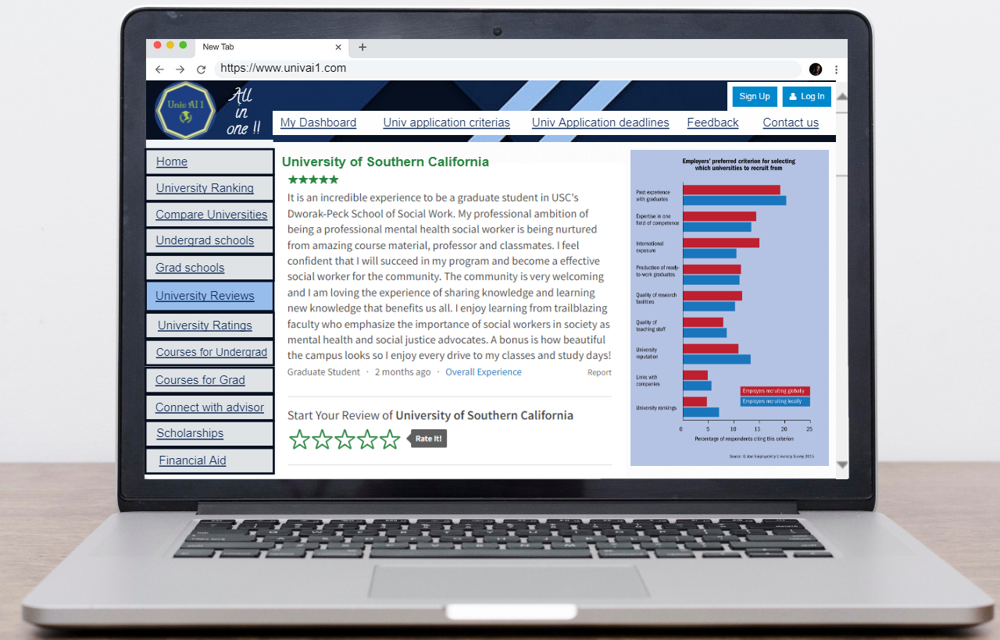 New Tab
https://www.univai1.com
Univ AI 1
All
in
one !!
Sign Up
Log In
My Dashboard
Univ application criterias
Univ Application deadlines
Feedback
Contact us
Home
University Ranking
Compare Universities
Undergrad schools
Grad schools
University Reviews
University Ratings
Courses for Undergrad
Courses for Grad
Connect with advisor
Scholarships
Financial Aid
University of Southern California
It is an incredible experience to be a graduate student in USC's
Dworak-Peck School of Social Work. My professional ambition of
being a professional mental health social worker is being nurtured
from amazing course material, professor and classmates. I feel
confident that I will succeed in my program and become a effective
social worker for the community. The community is very welcoming
and I am loving the experience of sharing knowledge and learning
new knowledge that benefits us all. I enjoy learning from trailblazing
faculty who emphasize the importance of social workers in society as
mental health and social justice advocates. A bonus is how beautiful
the campus looks so I enjoy every drive to my classes and study days!
Graduate Student · 2 months ago · Overall Experience
Report
Start Your Review of University of Southern California
Rate It!
Employers' preferred criterion for selecting
which universities to recruit from
Past experience
with graduates
Expertise in one
field of competence
International
exposure
Production of ready-
to-work graduates
Quality of research
facilities
Quality of
teaching staff
University
reputation
Links with
companies
University rankings
Employers recruiting globally
Employers recruiting locally
0 5 10 15 20 25
Percentage of respondents citing this criterion
Source: Global Employability University Survey 2015